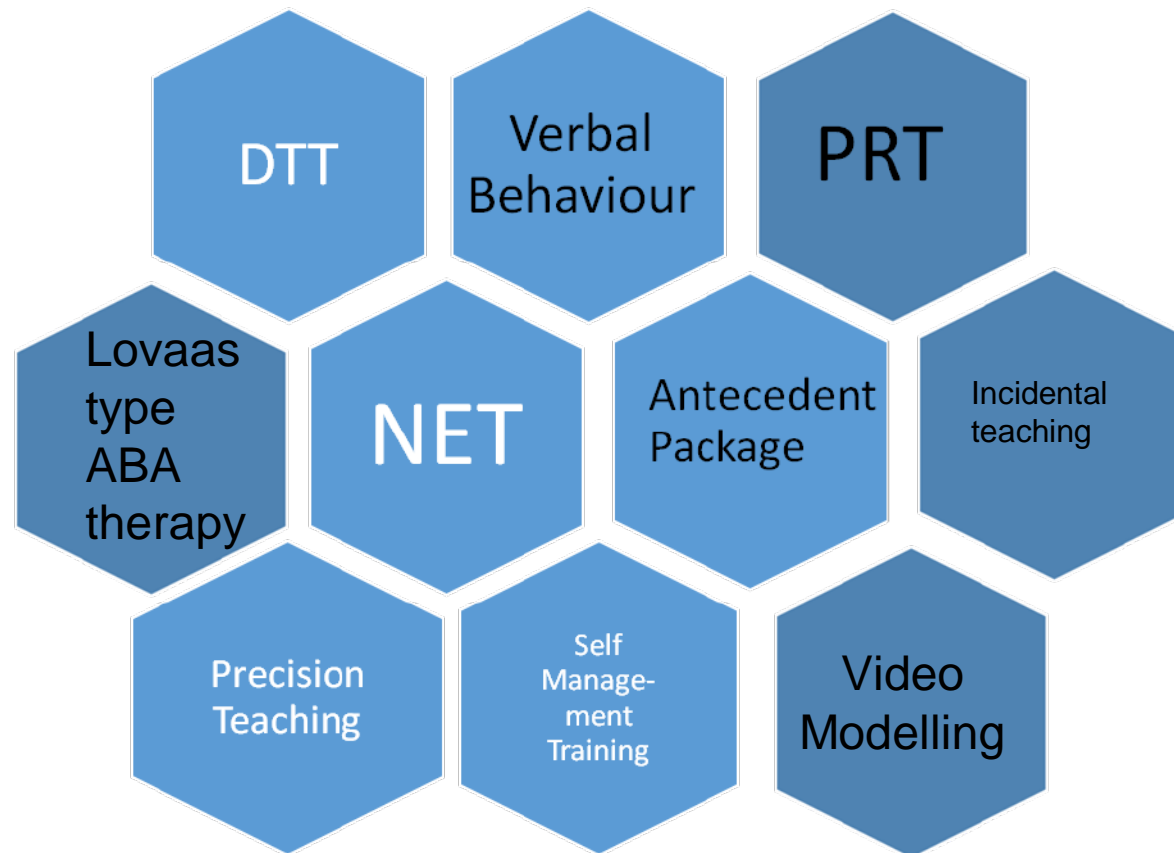 DTT
Verbal
Behaviour
PRT
Lovaas
type
ABA
therapy
NET
Antecedent
Package
Incidental
teaching
Precision
Teaching
Self
Manage-
ment
Training
Video
Modelling